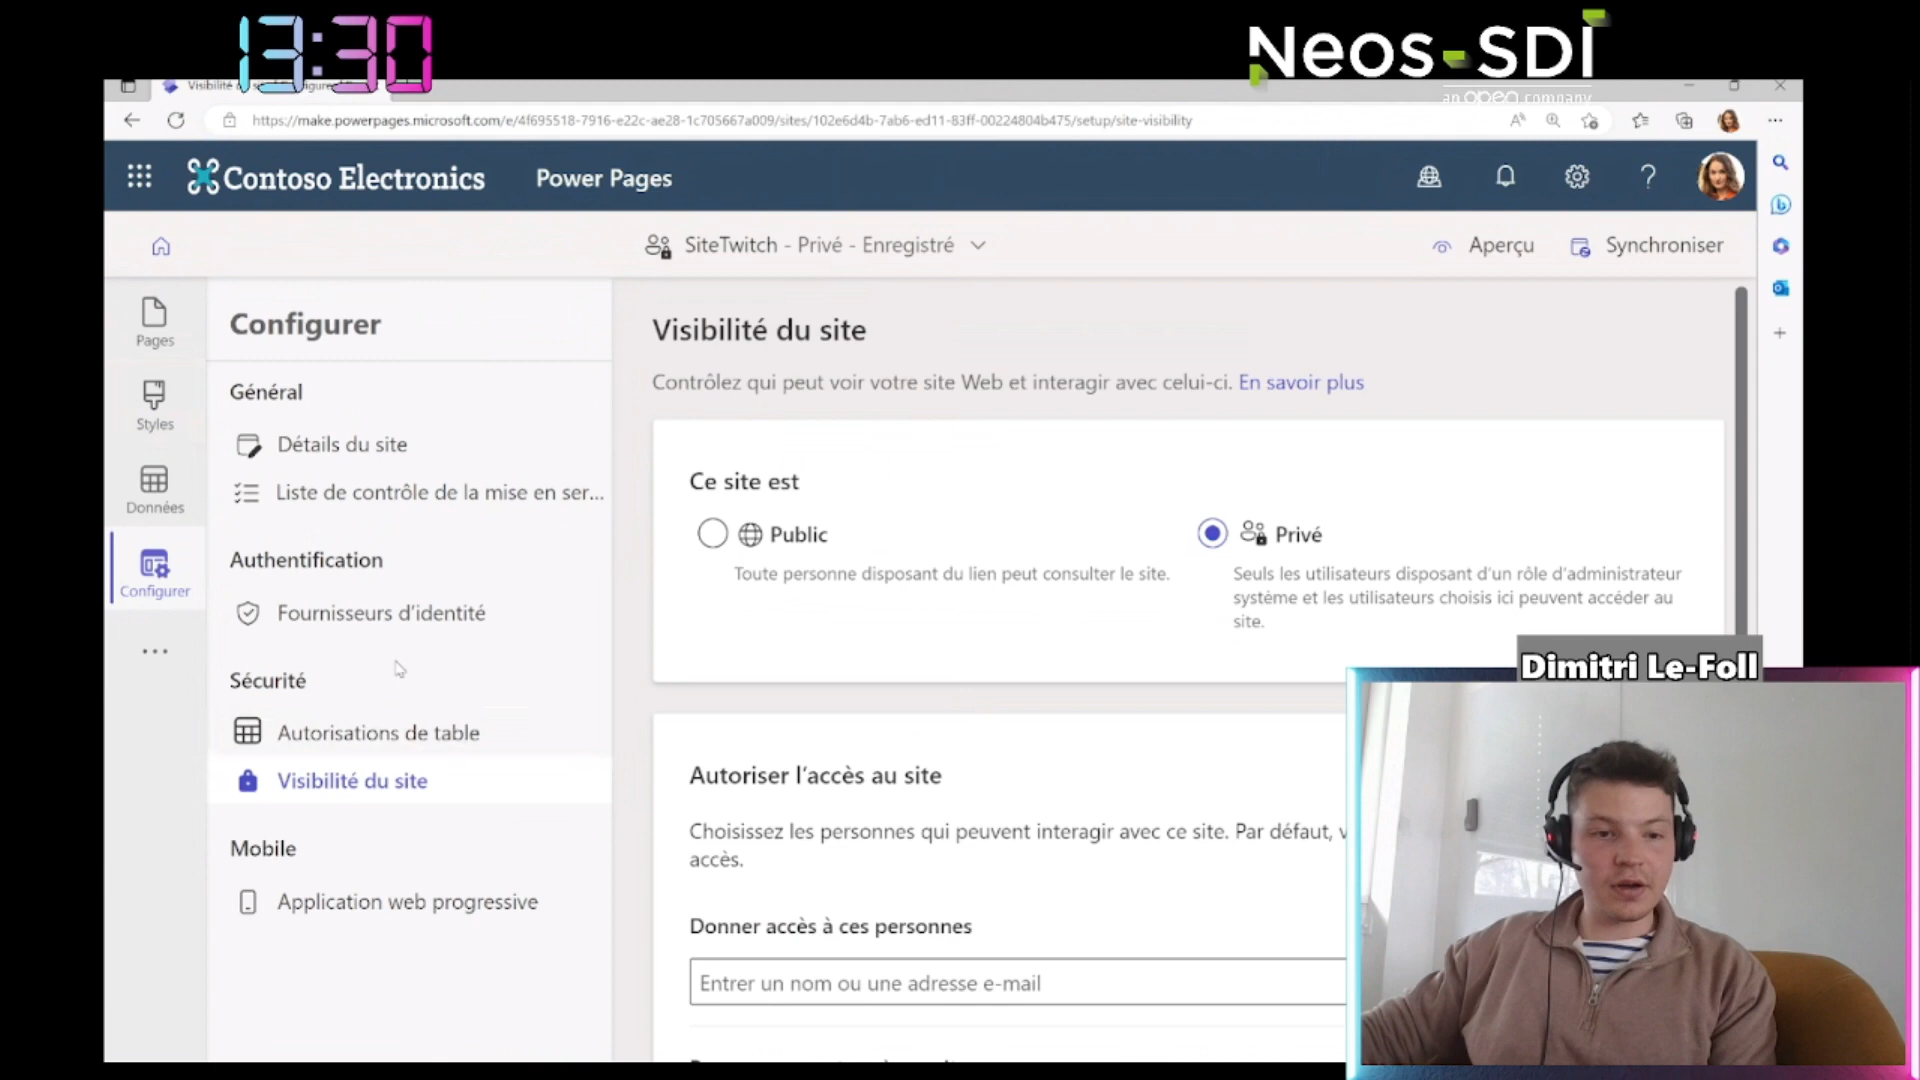 13:30
Neos-SDI
an open company
https://make.powerpages.microsoft.com/e/4f695518-7916-e22c-ae28-1c705667a009/sites/102e6d4b-7ab6-ed11-83ff-00224804b475/setup/site-visibility
Contoso Electronics
Power Pages
SiteTwitch - Privé - Enregistré
Aperçu
Synchroniser
Pages
Styles
Données
Configurer
Configurer
Général
Détails du site
Liste de contrôle de la mise en ser...
Authentification
Fournisseurs d'identité
Sécurité
Autorisations de table
Visibilité du site
Mobile
Application web progressive
Visibilité du site
Contrôlez qui peut voir votre site Web et interagir avec celui-ci. En savoir plus
Ce site est
Public
Toute personne disposant du lien peut consulter le site.
Privé
Seuls les utilisateurs disposant d'un rôle d'administrateur
système et les utilisateurs choisis ici peuvent accéder au
site.
Autoriser l'accès au site
Choisissez les personnes qui peuvent interagir avec ce site. Par défaut, v
accès.
Donner accès à ces personnes
Entrer un nom ou une adresse e-mail
Dimitri Le-Foll